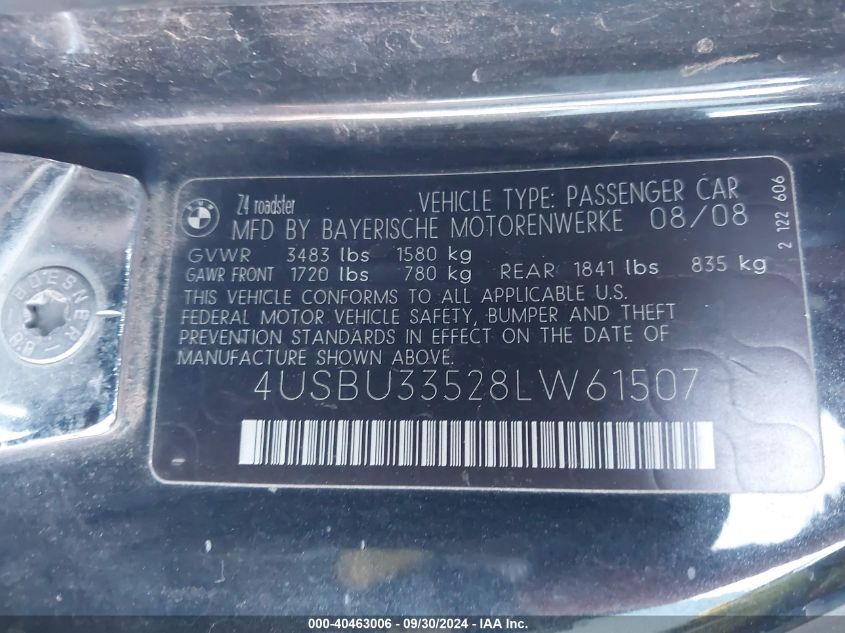 Z4 roadster VEHICLE TYPE: PASSENGER CAR
MFD BY BAYERISCHE MOTORENWERKE 08/08
GVWR 3483 lbs 1580 kg
GAWR FRONT 1720 lbs 780 kg REAR 1841 lbs 835 kg
THIS VEHICLE CONFORMS TO ALL APPLICABLE U.S.
FEDERAL MOTOR VEHICLE SAFETY, BUMPER AND THEFT
PREVENTION STANDARDS IN EFFECT ON THE DATE OF
MANUFACTURE SHOWN ABOVE.
4USBU33528LW61507
2 122 606
000-40463006 - 09/30/2024 - IAA Inc.